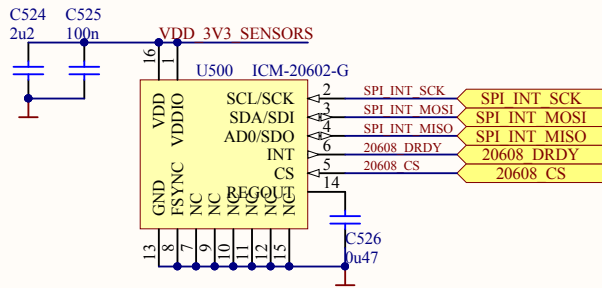 C524
2u2
C525
100n
VDD_3V3_SENSORS
16
1
U500 ICM-20602-G
VDD
VDDIO
SCL/SCK 2 SPI_INT_SCK SPI_INT_SCK
SDA/SDI 3 SPI_INT_MOSI SPI_INT_MOSI
AD0/SDO 4 SPI_INT_MISO SPI_INT_MISO
INT 6 20608_DRDY 20608_DRDY
CS 5 20608_CS 20608_CS
REGOUT 14
GND
FSYNC
NC
NC
NC
NC
NC
NC
13
8
7
9
10
11
12
15
C526
0u47